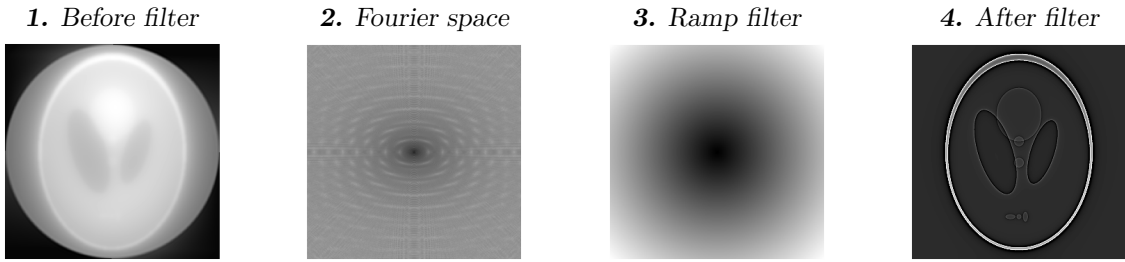 1. Before filter
2. Fourier space
3. Ramp filter
4. After filter